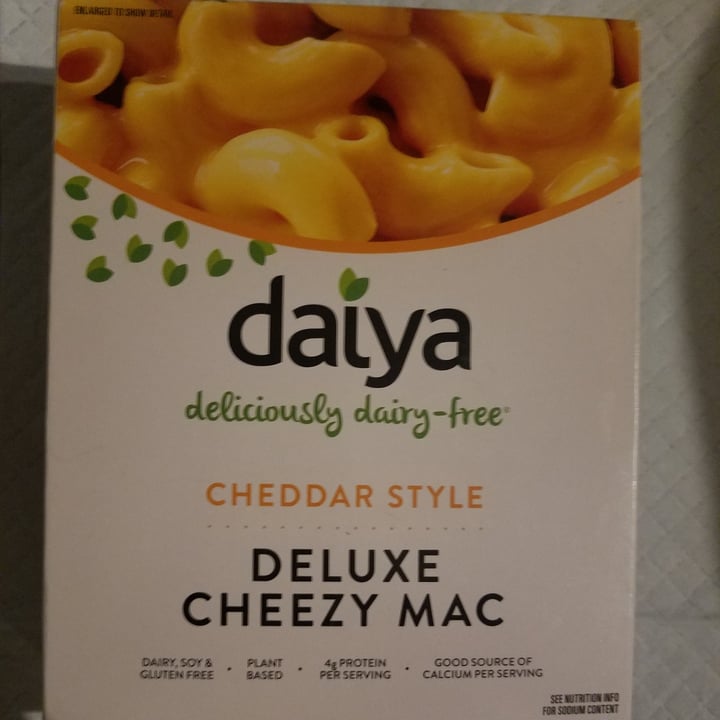 ENLARGED TO SHOW DETAIL
daiya
deliciously dairy-free®
CHEDDAR STYLE
DELUXE
CHEEZY MAC
DAIRY, SOY &
GLUTEN FREE
•
PLANT
BASED
•
4g PROTEIN
PER SERVING
•
GOOD SOURCE OF
CALCIUM PER SERVING
SEE NUTRITION INFO
FOR SODIUM CONTENT